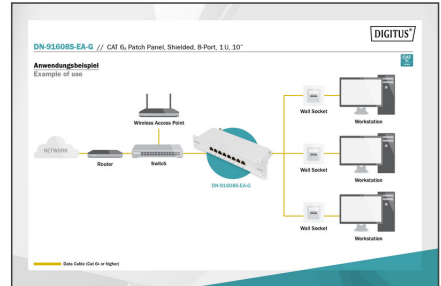 DIGITUS®
DN-91608S-EA-G // CAT 6A Patch Panel, Shielded, 8-Port, 1 U, 10"
Anwendungsbeispiel
Example of use
CAT
Wireless Access Point
Wall Socket
Workstation
NETWORK
Router
Switch
DN-91608S-EA-G
Wall Socket
Workstation
Wall Socket
Workstation
Data Cable (Cat 6A or higher)